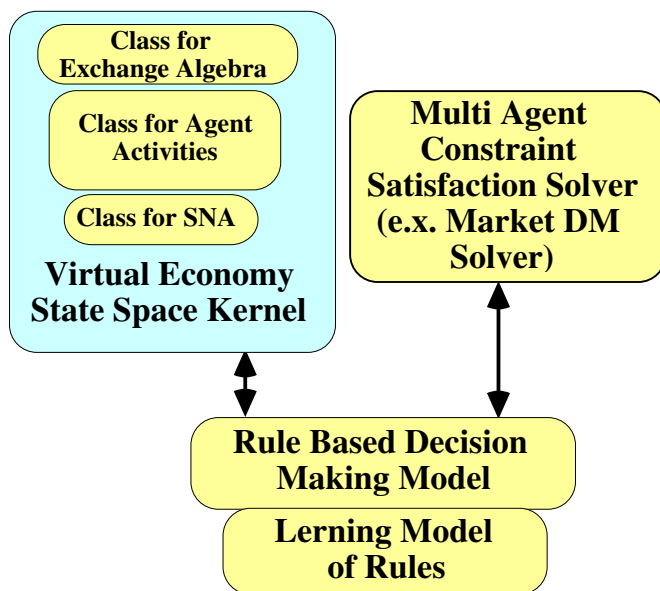 Class for
Exchange Algebra
Class for Agent
Activities
Class for SNA
Virtual Economy
State Space Kernel
Multi Agent
Constraint
Satisfaction Solver
(e.x. Market DM
Solver)
Rule Based Decision
Making Model
Lerning Model
of Rules